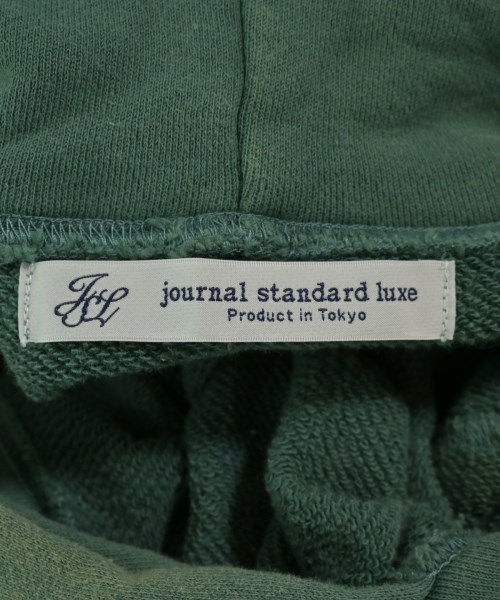 JSL
journal standard luxe
Product in Tokyo